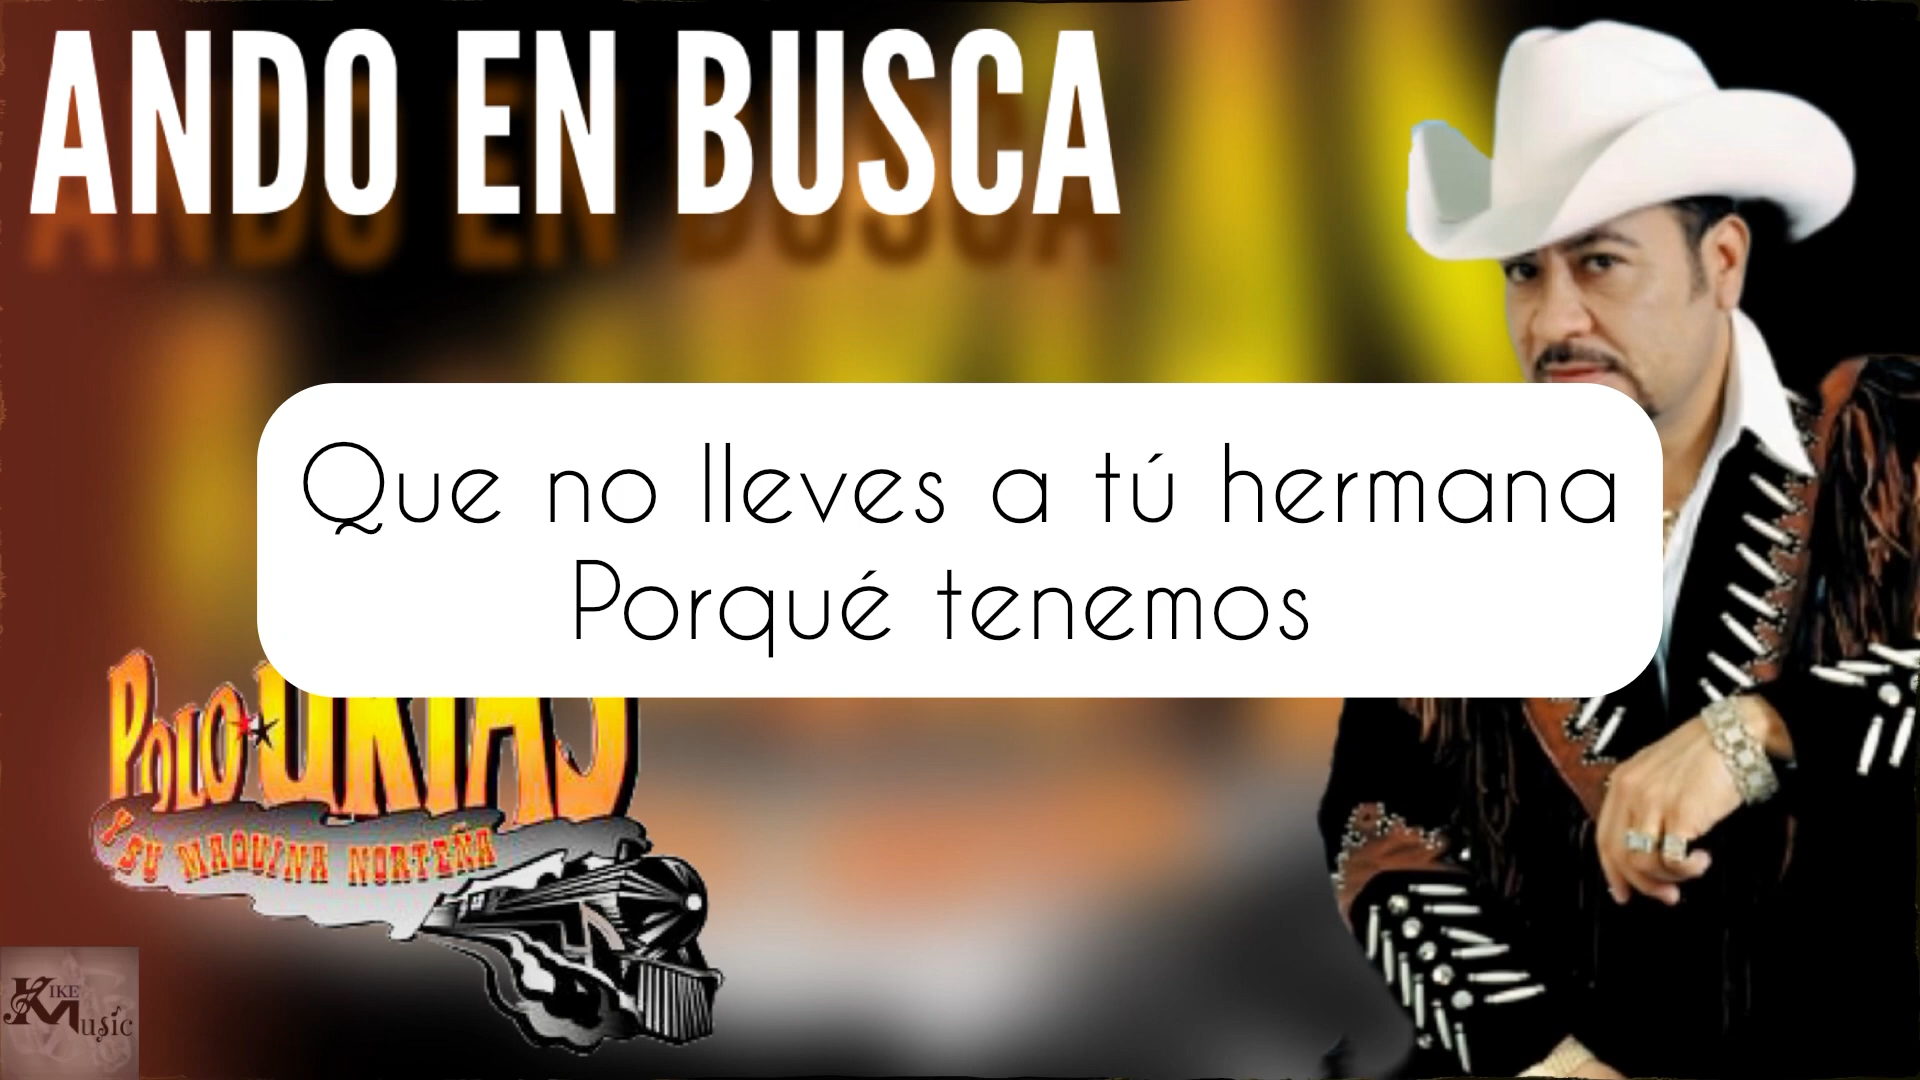 ANDO EN BUSCA
Que no lleves a tú hermana
Porqué tenemos
POLO URIAS
Y SU MAQUINA NORTEÑA
KIKE
MUSIC